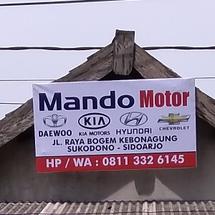 Mando Motor
DAEWOO KIA KIA MOTORS HYUNDAI CHEVROLET
JL. RAYA BOGEM KEBONAGUNG
SUKODONO - SIDOARJO
HP / WA : 0811 332 6145